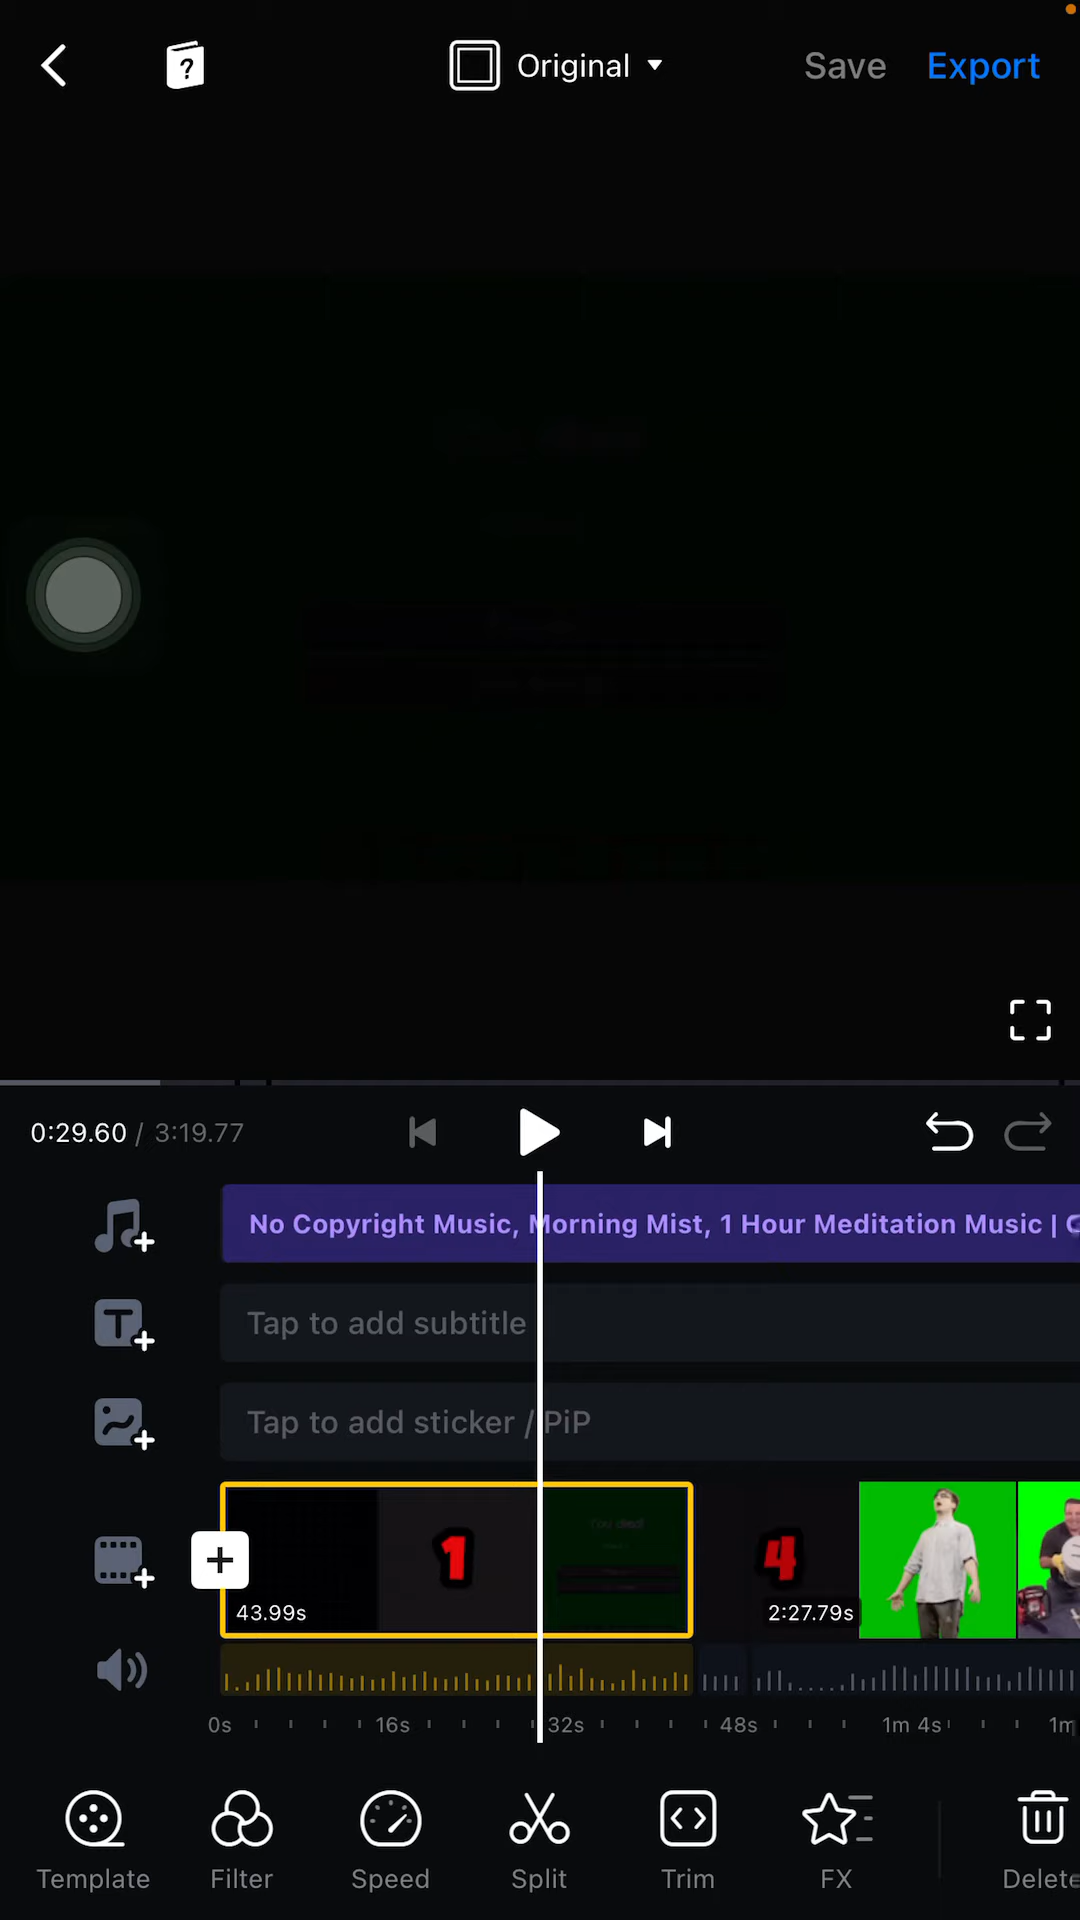 Original
Save
Export
0:29.60 / 3:19.77
No Copyright Music, Morning Mist, 1 Hour Meditation Music |
Tap to add subtitle
Tap to add sticker / PiP
1
43.99s
You died!
4
2:27.79s
0s
16s
32s
48s
1m 4s
1m
Template
Filter
Speed
Split
Trim
FX
Delete